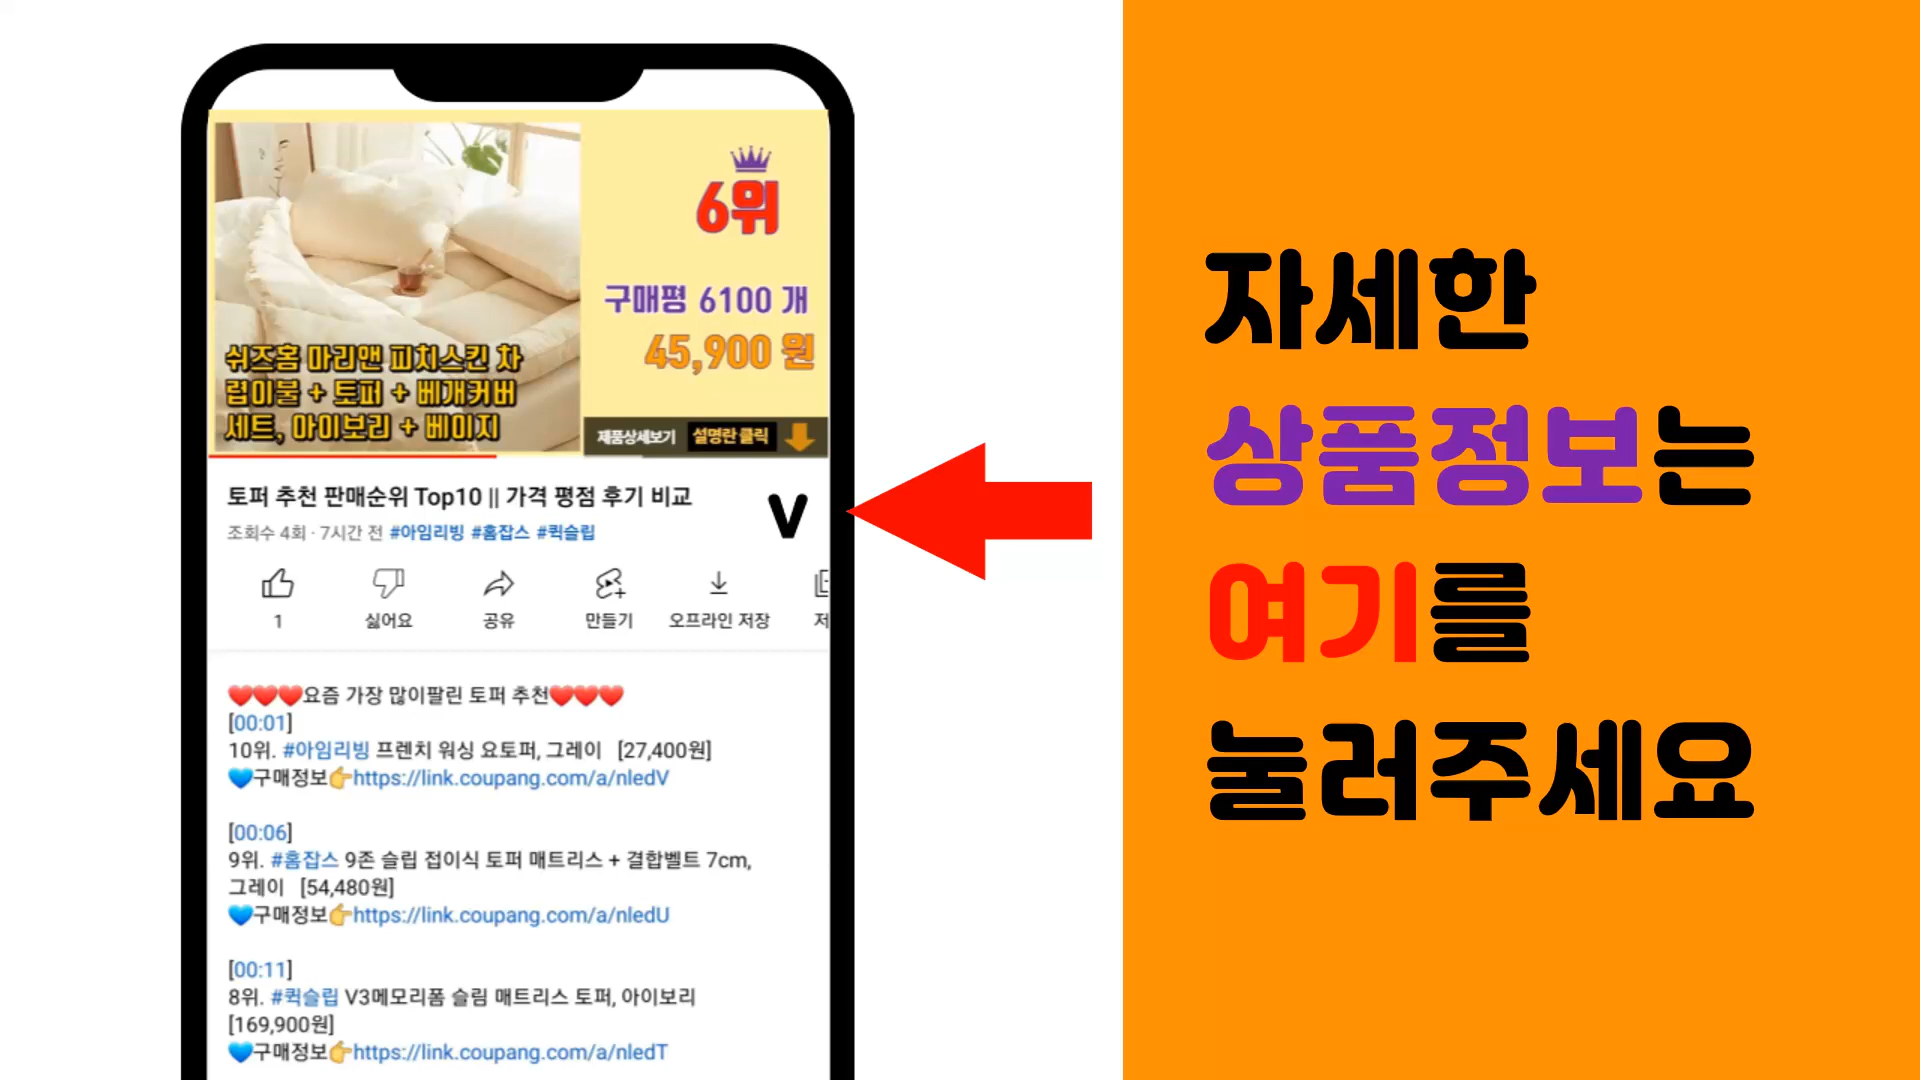 6위
구매평 6100 개
45,900 원
쉬즈홈 마리앤 피치스킨 차
렵이불 + 토퍼 + 베개커버
세트, 아이보리 + 베이지
제품상세보기 설명란 클릭
토퍼 추천 판매순위 Top10 || 가격 평점 후기 비교
V
조회수 4회 · 7시간 전 #아임리빙 #홈잡스 #퀵슬립
1 싫어요 공유 만들기 오프라인 저장 저
❤️❤️❤️요즘 가장 많이팔린 토퍼 추천❤️❤️❤️
[00:01]
10위. #아임리빙 프렌치 워싱 요토퍼, 그레이 [27,400원]
💙구매정보👉https://link.coupang.com/a/nledV
[00:06]
9위. #홈잡스 9존 슬립 접이식 토퍼 매트리스 + 결합벨트 7cm,
그레이 [54,480원]
💙구매정보👉https://link.coupang.com/a/nledU
[00:11]
8위. #퀵슬립 V3메모리폼 슬림 매트리스 토퍼, 아이보리
[169,900원]
💙구매정보👉https://link.coupang.com/a/nledT
자세한
상품정보는
여기를
눌러주세요